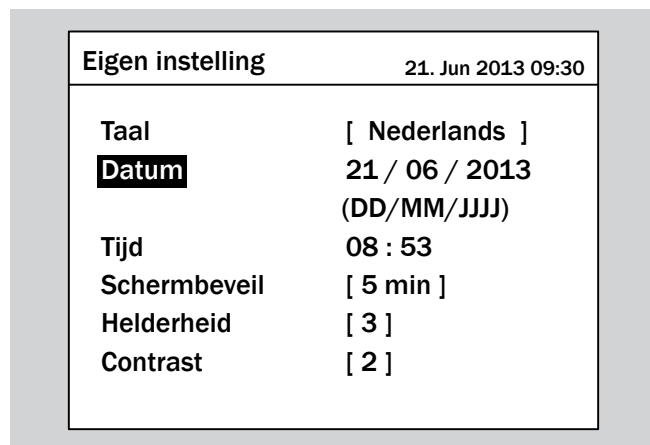 Eigen instelling 21. Jun 2013 09:30
Taal [ Nederlands ]
Datum 21 / 06 / 2013
(DD/MM/JJJJ)
Tijd 08 : 53
Schermbeveil [ 5 min ]
Helderheid [ 3 ]
Contrast [ 2 ]